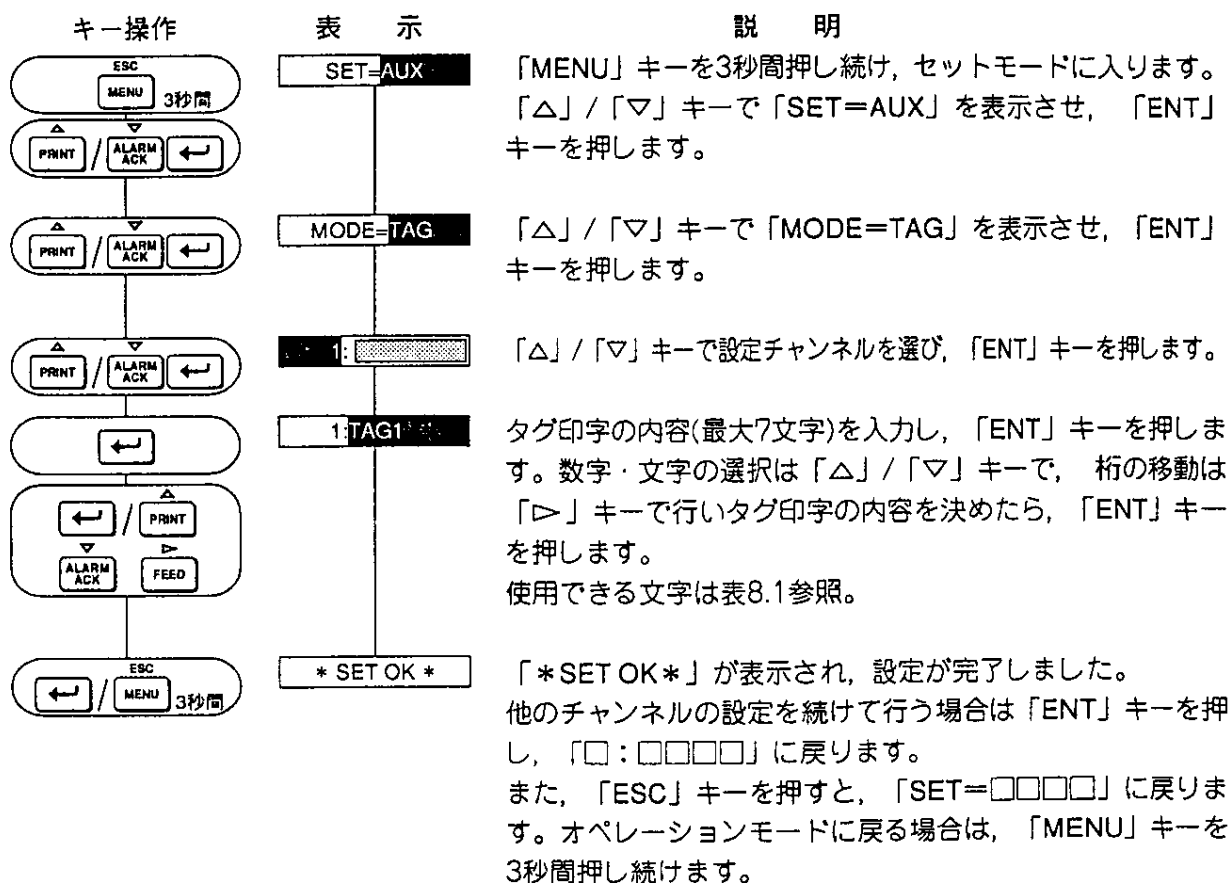 キー操作 表 示 説 明
ESC
MENU 3秒間
SET=AUX
「MENU」キーを3秒間押し続け,セットモードに入ります。
「△」/「▽」キーで「SET=AUX」を表示させ, 「ENT」
キーを押します。
△ ▽
PRINT / ALARM ACK ↵
△ ▽
PRINT / ALARM ACK ↵
MODE=TAG
「△」/「▽」キーで「MODE=TAG」を表示させ,「ENT」
キーを押します。
△ ▽
PRINT / ALARM ACK ↵
1:
「△」/「▽」キーで設定チャンネルを選び,「ENT」キーを押します。
↵
1:TAG1
タグ印字の内容(最大7文字)を入力し, 「ENT」キーを押しま
す。数字・文字の選択は「△」/「▽」キーで, 桁の移動は
「▷」キーで行いタグ印字の内容を決めたら,「ENT」キー
を押します。
使用できる文字は表8.1参照。
△
↵ / PRINT
▽ ▷
ALARM ACK FEED
ESC
↵ / MENU 3秒間
* SET OK *
「*SET OK*」が表示され,設定が完了しました。
他のチャンネルの設定を続けて行う場合は「ENT」キーを押
し, 「□:□□□□」に戻ります。
また, 「ESC」キーを押すと, 「SET=□□□□」に戻りま
す。オペレーションモードに戻る場合は, 「MENU」キーを
3秒間押し続けます。